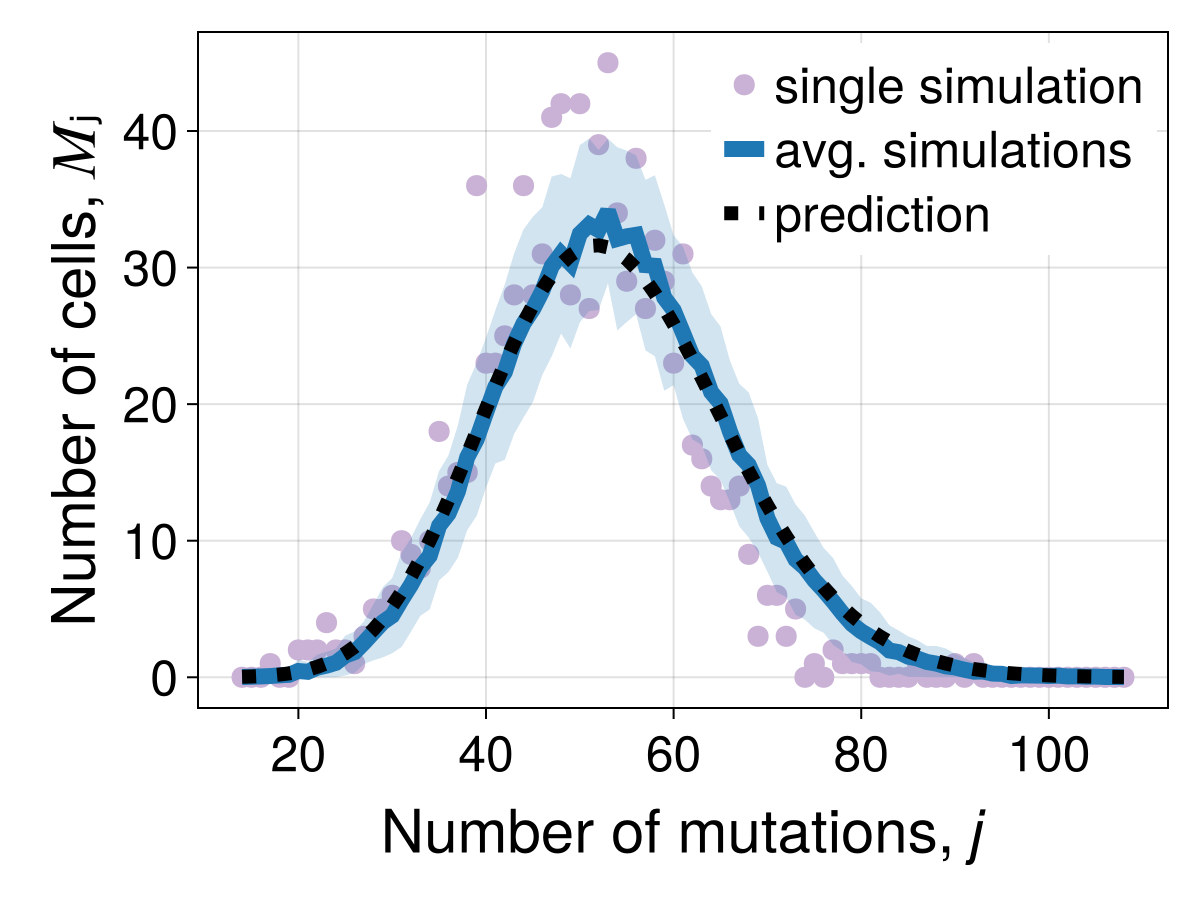 single simulation
avg. simulations
prediction
Number of cells, Mj
40
30
20
10
0
20 40 60 80 100
Number of mutations, j